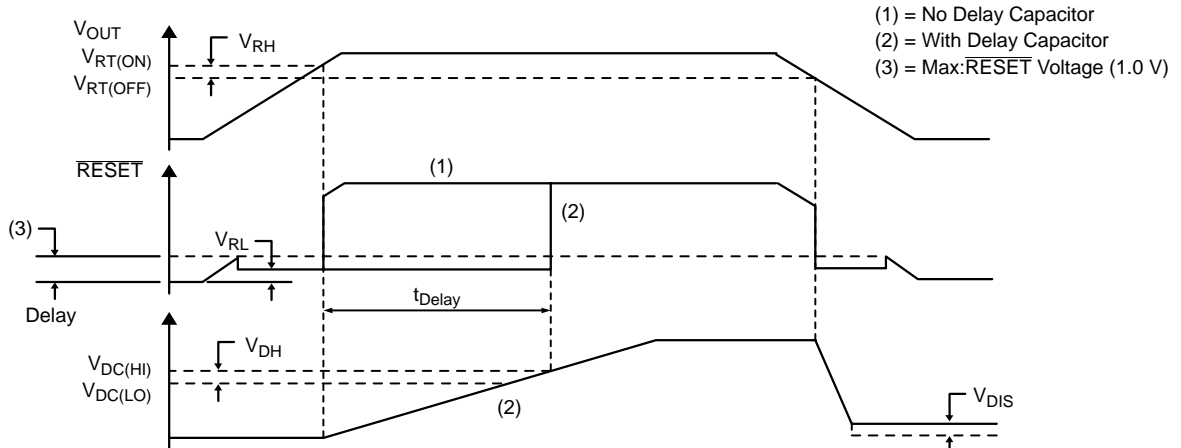 (1) = No Delay Capacitor
(2) = With Delay Capacitor
(3) = Max:RESET Voltage (1.0 V)
VOUT
VRH
VRT(ON)
VRT(OFF)
RESET
(1)
(2)
(3)
VRL
tDelay
Delay
VDH
VDC(HI)
VDC(LO)
(2)
VDIS